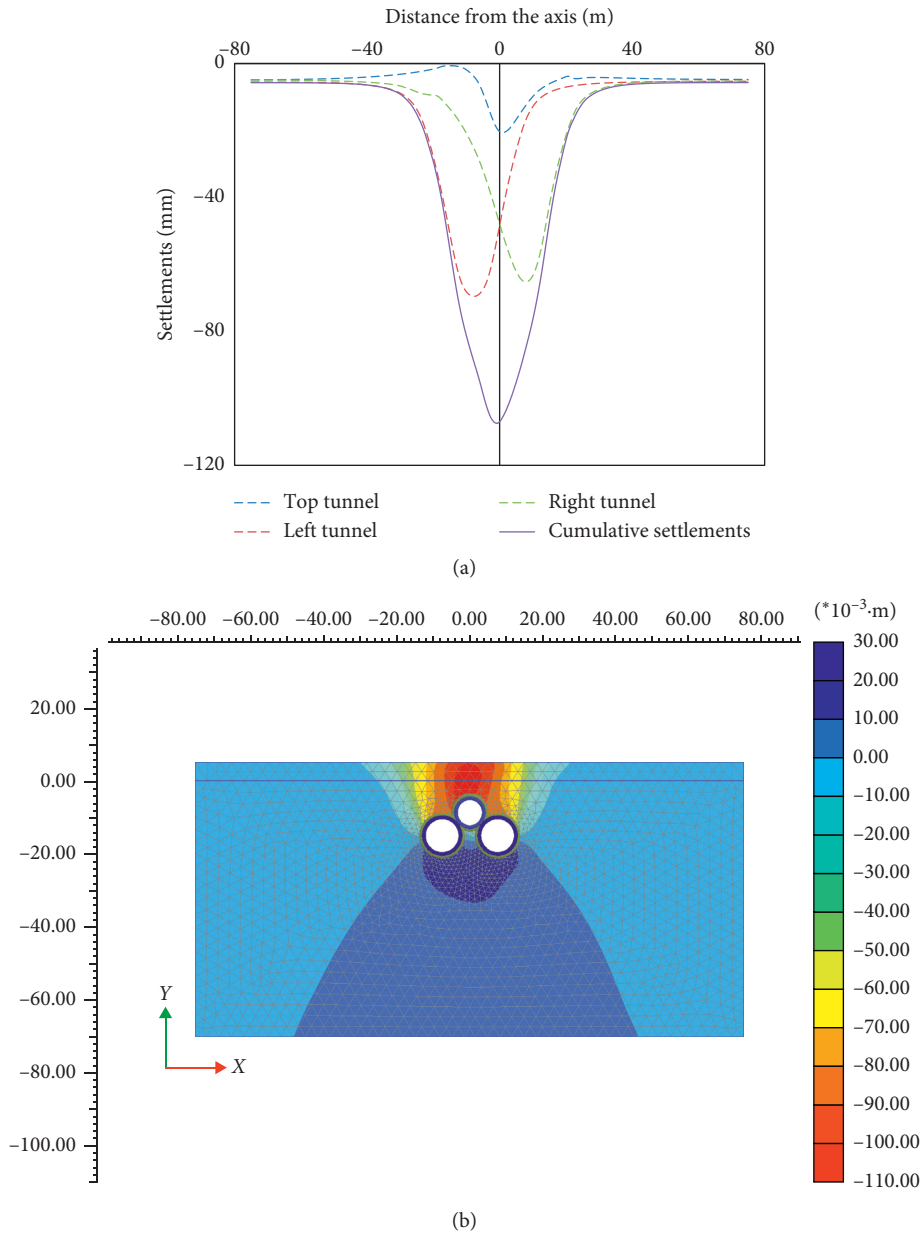 Distance from the axis (m)
−80 −40 0 40 80
0
−40
−80
−120
Settlements (mm)
Top tunnel Right tunnel
Left tunnel Cumulative settlements
(a)
−80.00 −60.00 −40.00 −20.00 0.00 20.00 40.00 60.00 80.00
20.00
0.00
−20.00
−40.00
−60.00
−80.00
−100.00
Y
X
(*10⁻³·m)
30.00
20.00
10.00
0.00
−10.00
−20.00
−30.00
−40.00
−50.00
−60.00
−70.00
−80.00
−90.00
−100.00
−110.00
(b)